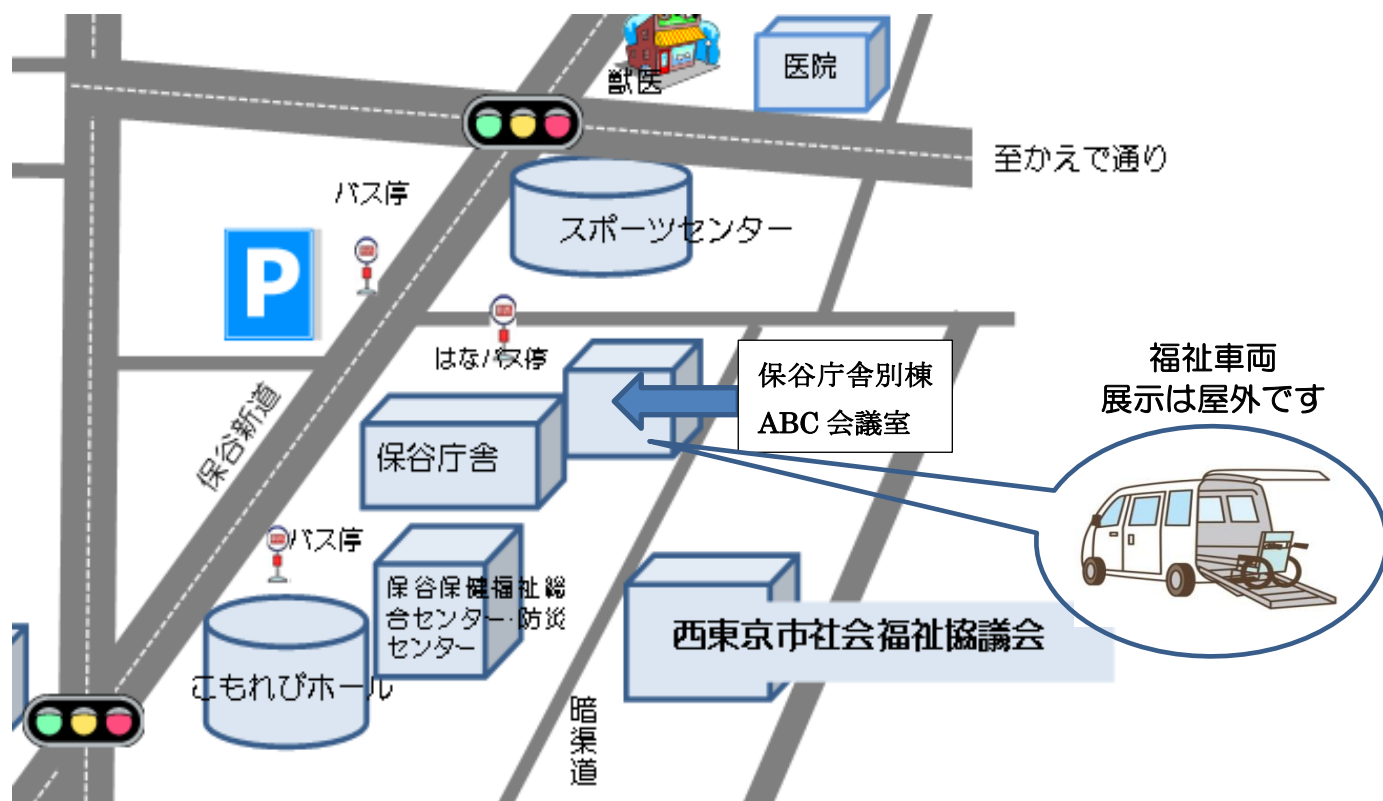 獣医
医院
至かえで通り
バス停
スポーツセンター
P
はなバス停
保谷庁舎別棟
ABC 会議室
福祉車両
展示は屋外です
保谷新道
保谷庁舎
バス停
保谷保健福祉総
合センター・防災
センター
西東京市社会福祉協議会
こもれびホール
暗渠道